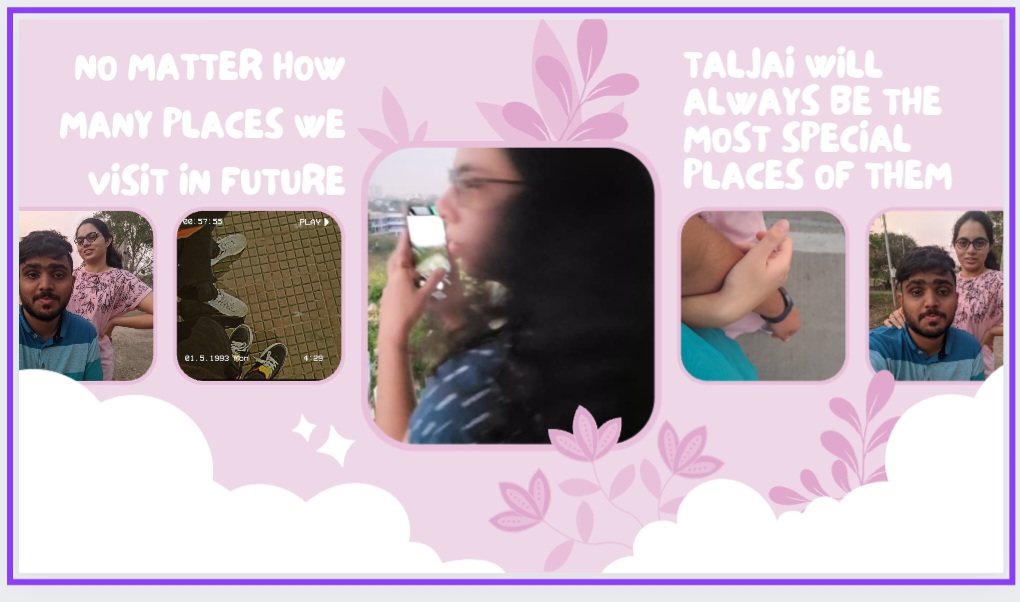 NO MATTER HOW
MANY PLACES WE
VISIT IN FUTURE
TALJAI WILL
ALWAYS BE THE
MOST SPECIAL
PLACES OF THEM
00:57:55 PLAY
01.5.1993 Mon 4:29